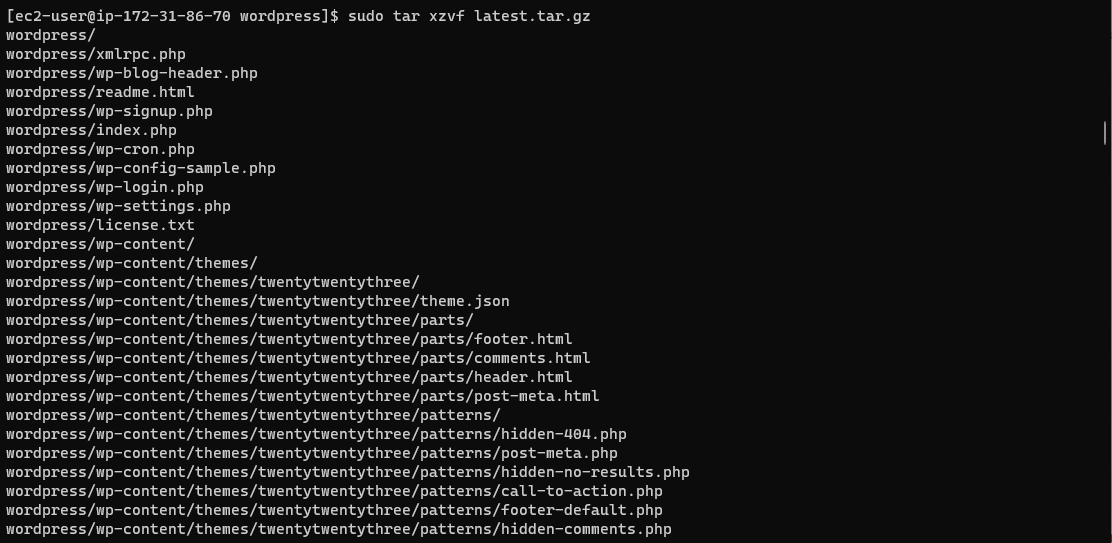 [ec2-user@ip-172-31-86-70 wordpress]$ sudo tar xzvf latest.tar.gz
wordpress/
wordpress/xmlrpc.php
wordpress/wp-blog-header.php
wordpress/readme.html
wordpress/wp-signup.php
wordpress/index.php
wordpress/wp-cron.php
wordpress/wp-config-sample.php
wordpress/wp-login.php
wordpress/wp-settings.php
wordpress/license.txt
wordpress/wp-content/
wordpress/wp-content/themes/
wordpress/wp-content/themes/twentytwentythree/
wordpress/wp-content/themes/twentytwentythree/theme.json
wordpress/wp-content/themes/twentytwentythree/parts/
wordpress/wp-content/themes/twentytwentythree/parts/footer.html
wordpress/wp-content/themes/twentytwentythree/parts/comments.html
wordpress/wp-content/themes/twentytwentythree/parts/header.html
wordpress/wp-content/themes/twentytwentythree/parts/post-meta.html
wordpress/wp-content/themes/twentytwentythree/patterns/
wordpress/wp-content/themes/twentytwentythree/patterns/hidden-404.php
wordpress/wp-content/themes/twentytwentythree/patterns/post-meta.php
wordpress/wp-content/themes/twentytwentythree/patterns/hidden-no-results.php
wordpress/wp-content/themes/twentytwentythree/patterns/call-to-action.php
wordpress/wp-content/themes/twentytwentythree/patterns/footer-default.php
wordpress/wp-content/themes/twentytwentythree/patterns/hidden-comments.php